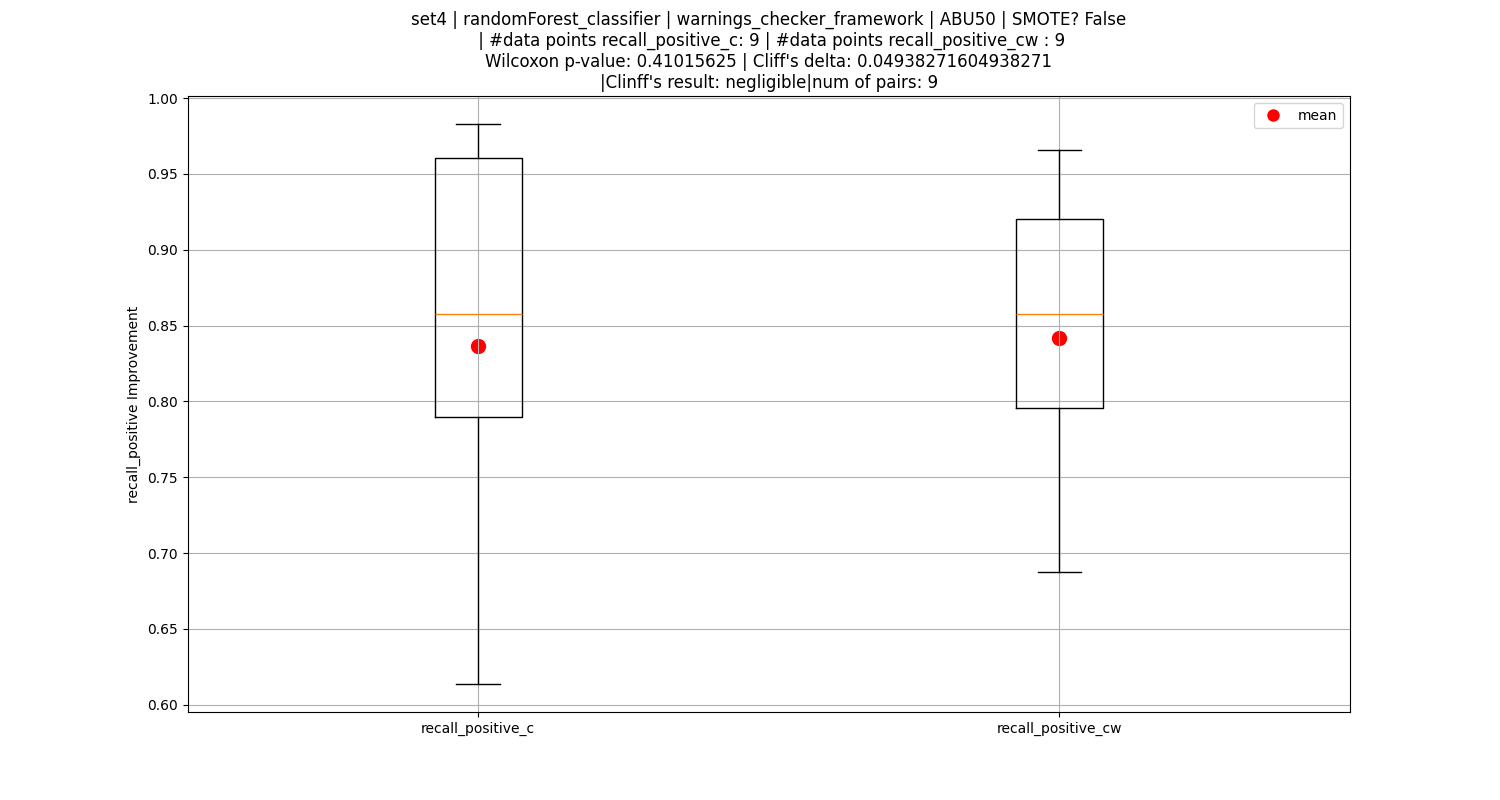 set4 | randomForest_classifier | warnings_checker_framework | ABU50 | SMOTE? False
| #data points recall_positive_c: 9 | #data points recall_positive_cw : 9
Wilcoxon p-value: 0.41015625 | Cliff's delta: 0.04938271604938271
|Clinff's result: negligible|num of pairs: 9
mean
1.00
0.95
0.90
0.85
0.80
0.75
0.70
0.65
0.60
recall_positive Improvement
recall_positive_c
recall_positive_cw